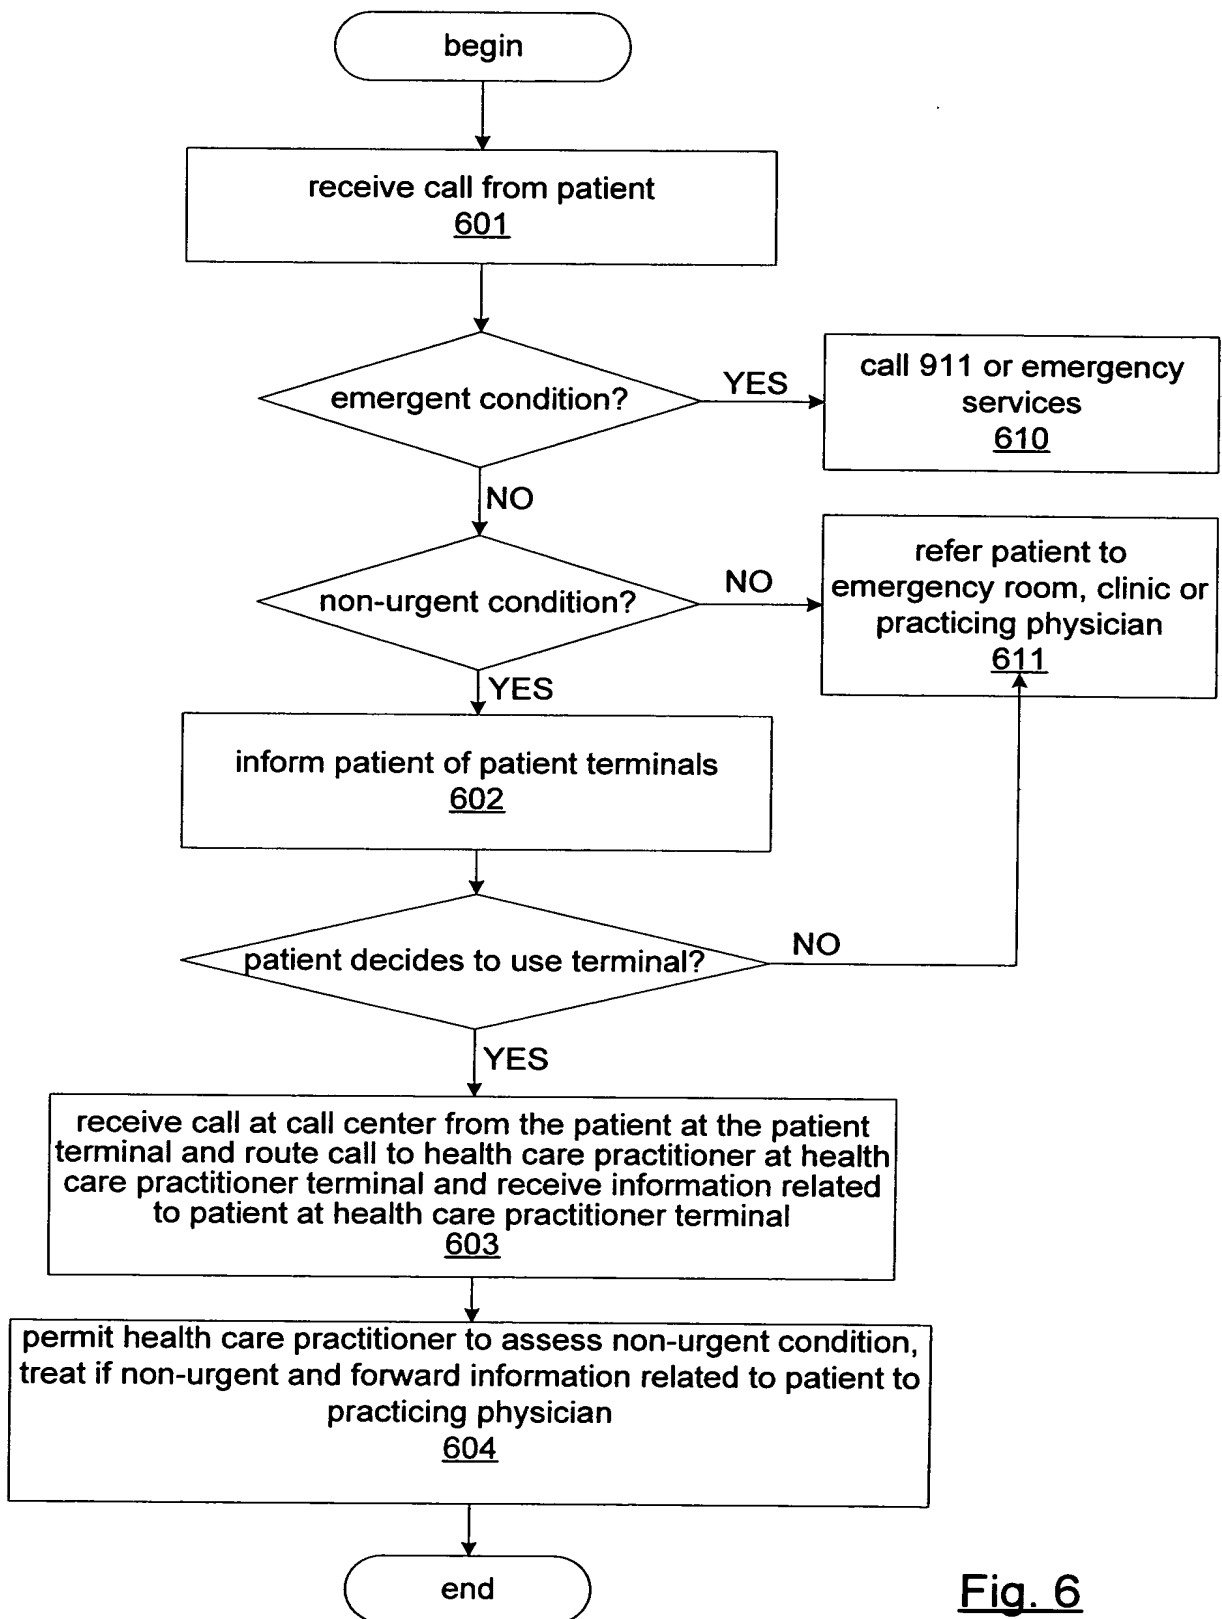 begin
receive call from patient
601
emergent condition?
YES
call 911 or emergency
services
610
NO
non-urgent condition?
NO
refer patient to
emergency room, clinic or
practicing physician
611
YES
inform patient of patient terminals
602
patient decides to use terminal?
NO
YES
receive call at call center from the patient at the patient
terminal and route call to health care practitioner at health
care practitioner terminal and receive information related
to patient at health care practitioner terminal
603
permit health care practitioner to assess non-urgent condition,
treat if non-urgent and forward information related to patient to
practicing physician
604
end
Fig. 6